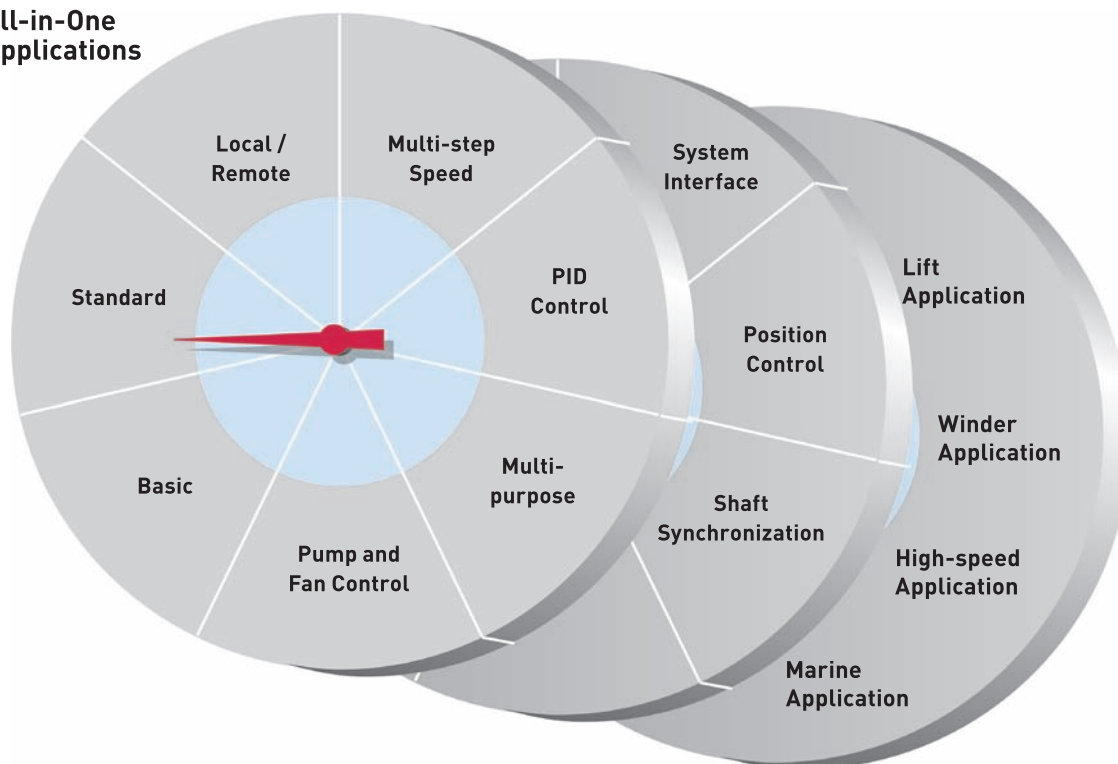 ll-in-One
pplications
Local /
Remote
Multi-step
Speed
System
Interface
Standard
PID
Control
Lift
Application
Position
Control
Basic
Multi-
purpose
Winder
Application
Shaft
Synchronization
Pump and
Fan Control
High-speed
Application
Marine
Application